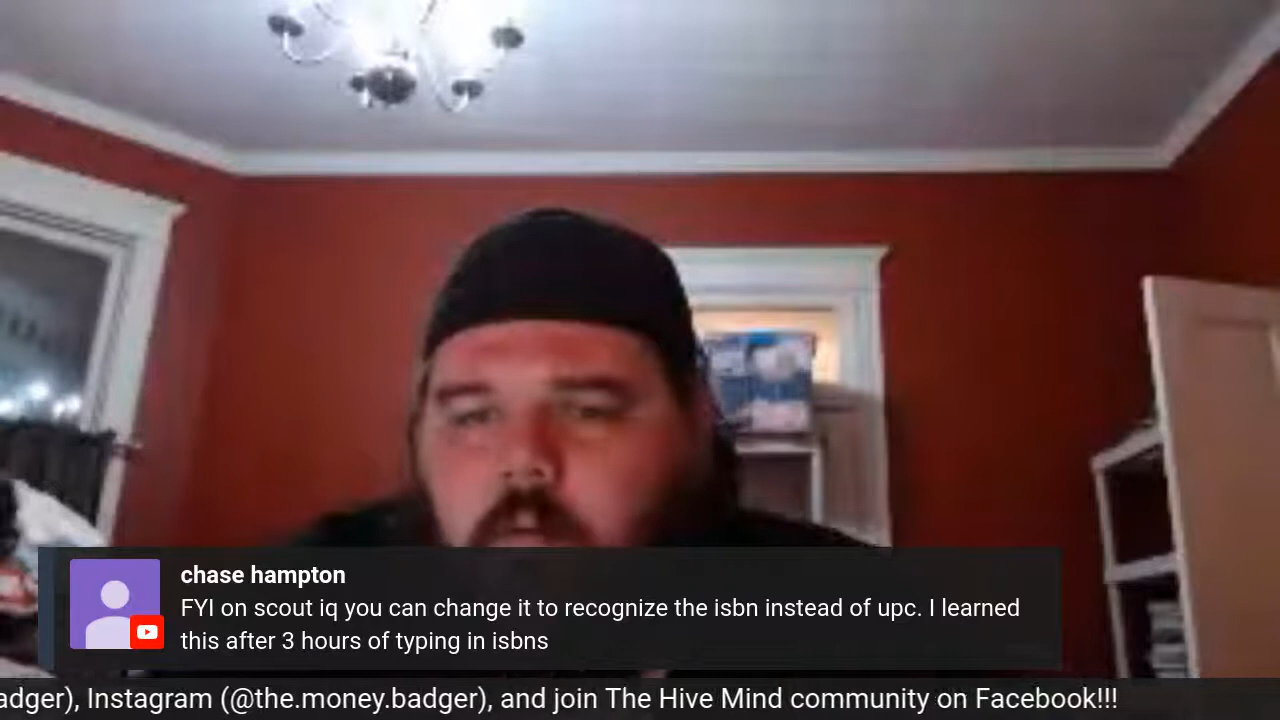 chase hampton
FYI on scout iq you can change it to recognize the isbn instead of upc. I learned
this after 3 hours of typing in isbns
adger), Instagram (@the.money.badger), and join The Hive Mind community on Facebook!!!